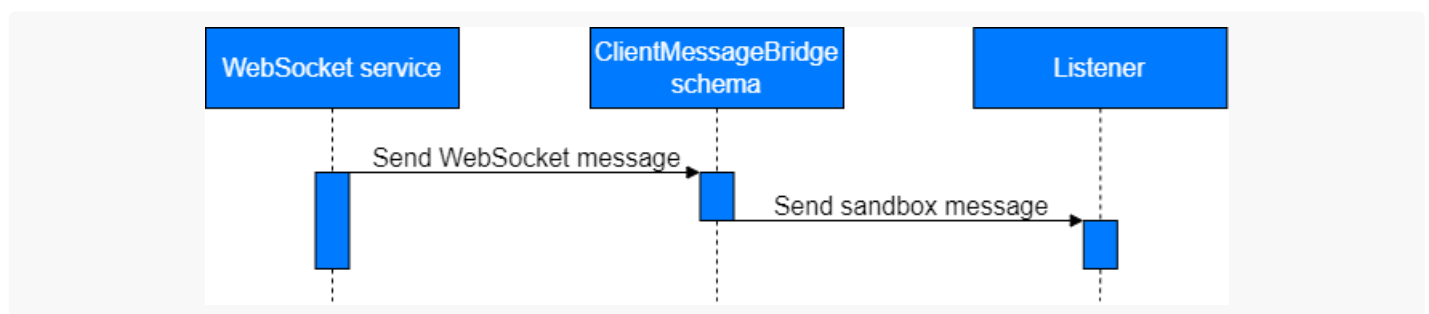 WebSocket service
ClientMessageBridge
schema
Listener
Send WebSocket message
Send sandbox message